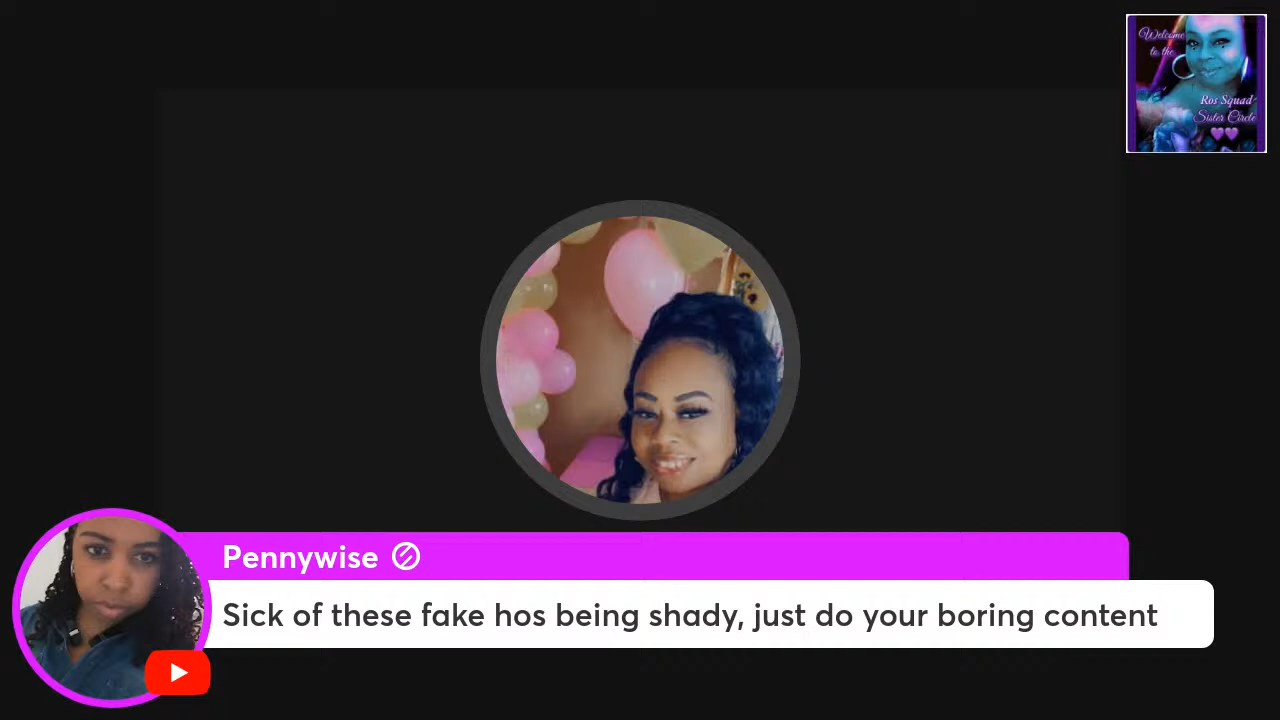 Welcome
to the
Ros Squad
Sister Circle
Pennywise
Sick of these fake hos being shady, just do your boring content